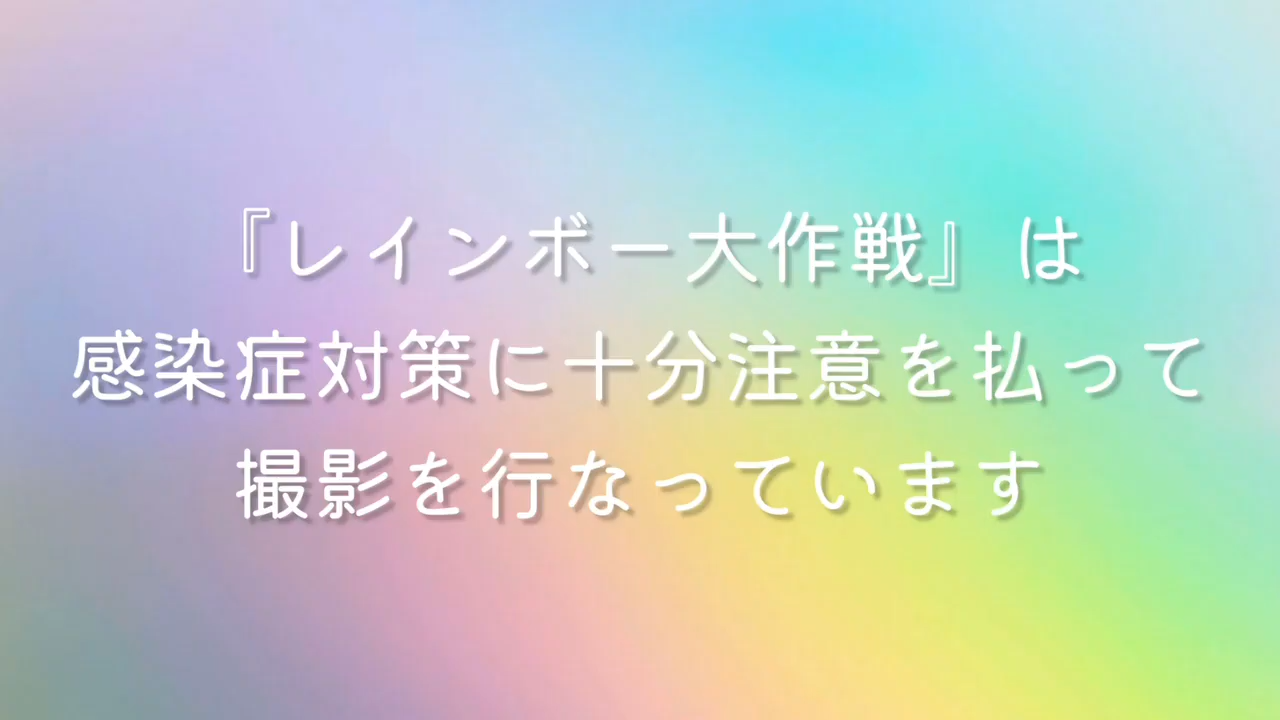 『レインボー大作戦』は
感染症対策に十分注意を払って
撮影を行なっています